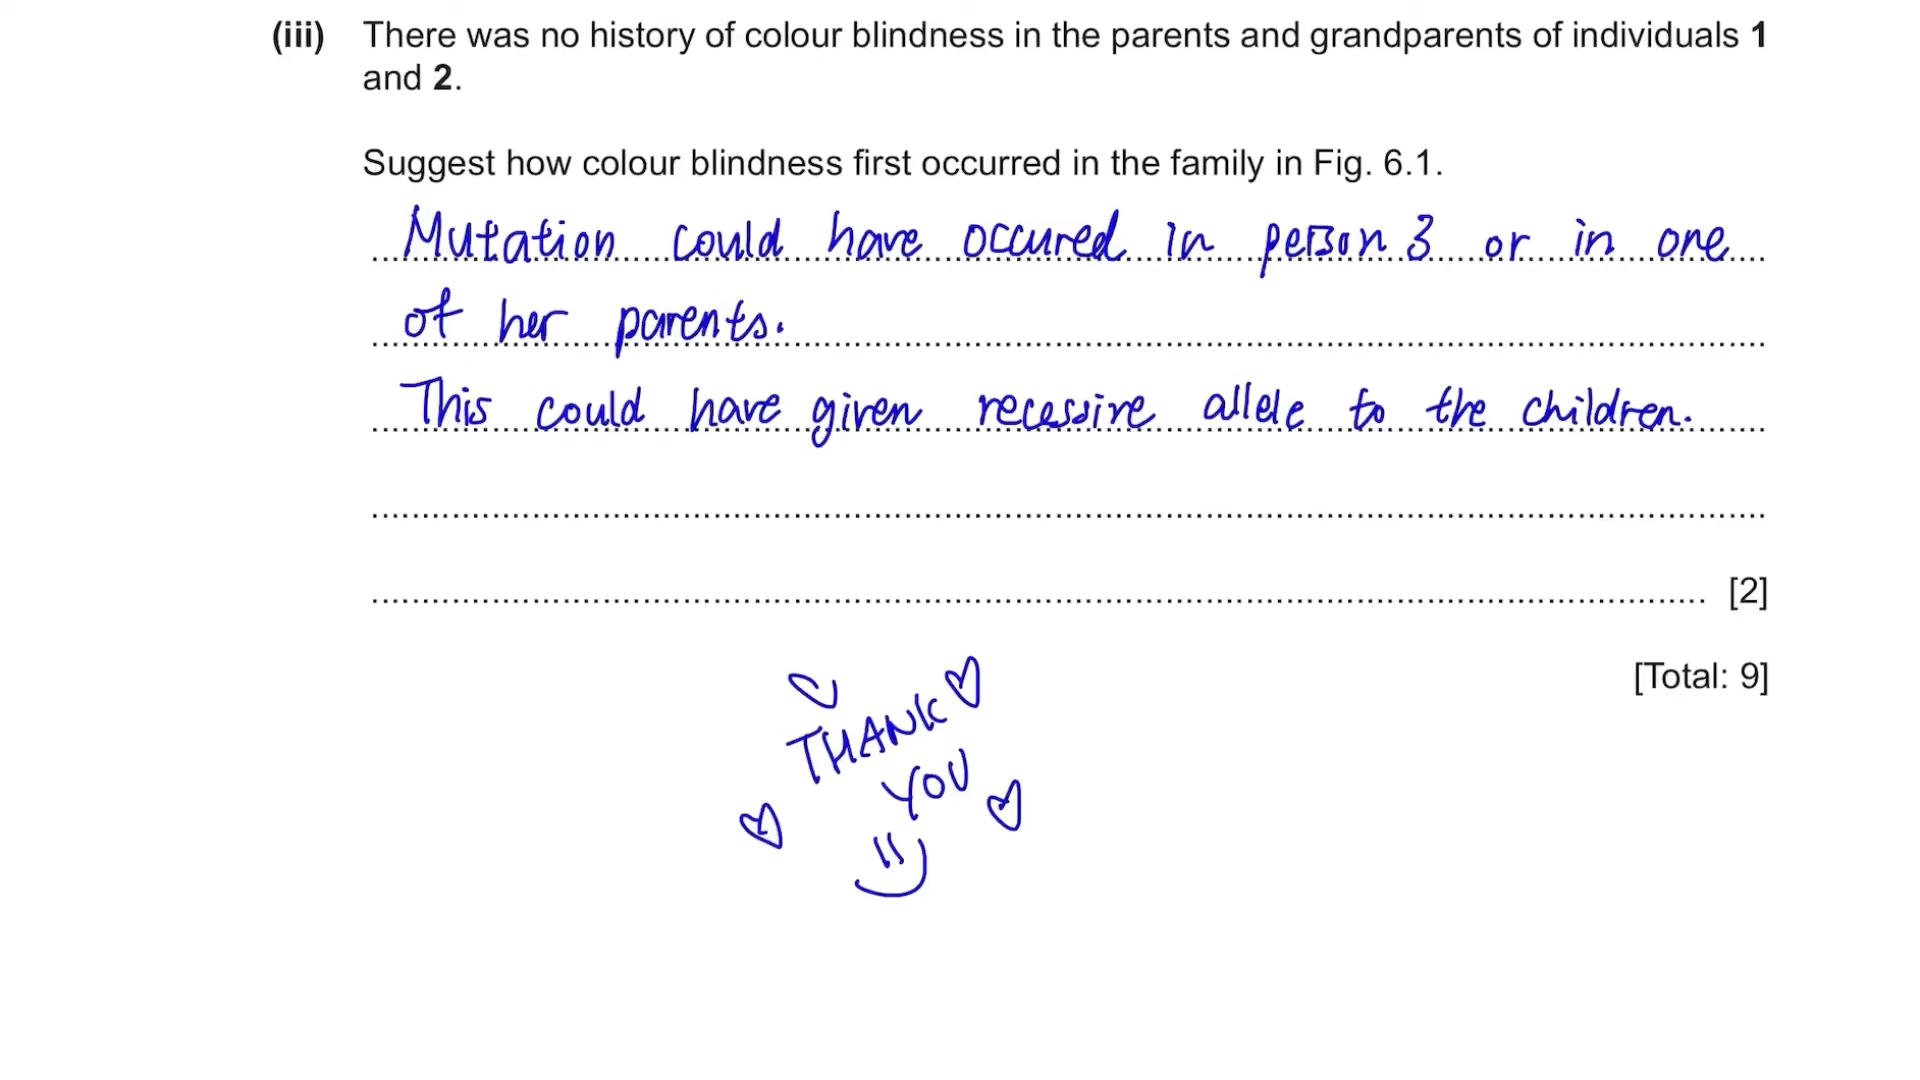 (iii) There was no history of colour blindness in the parents and grandparents of individuals 1
and 2.
Suggest how colour blindness first occurred in the family in Fig. 6.1.
Mutation could have occured in person 3 or in one
of her parents.
This could have given recessive allele to the children.
[2]
[Total: 9]
THANK
YOU